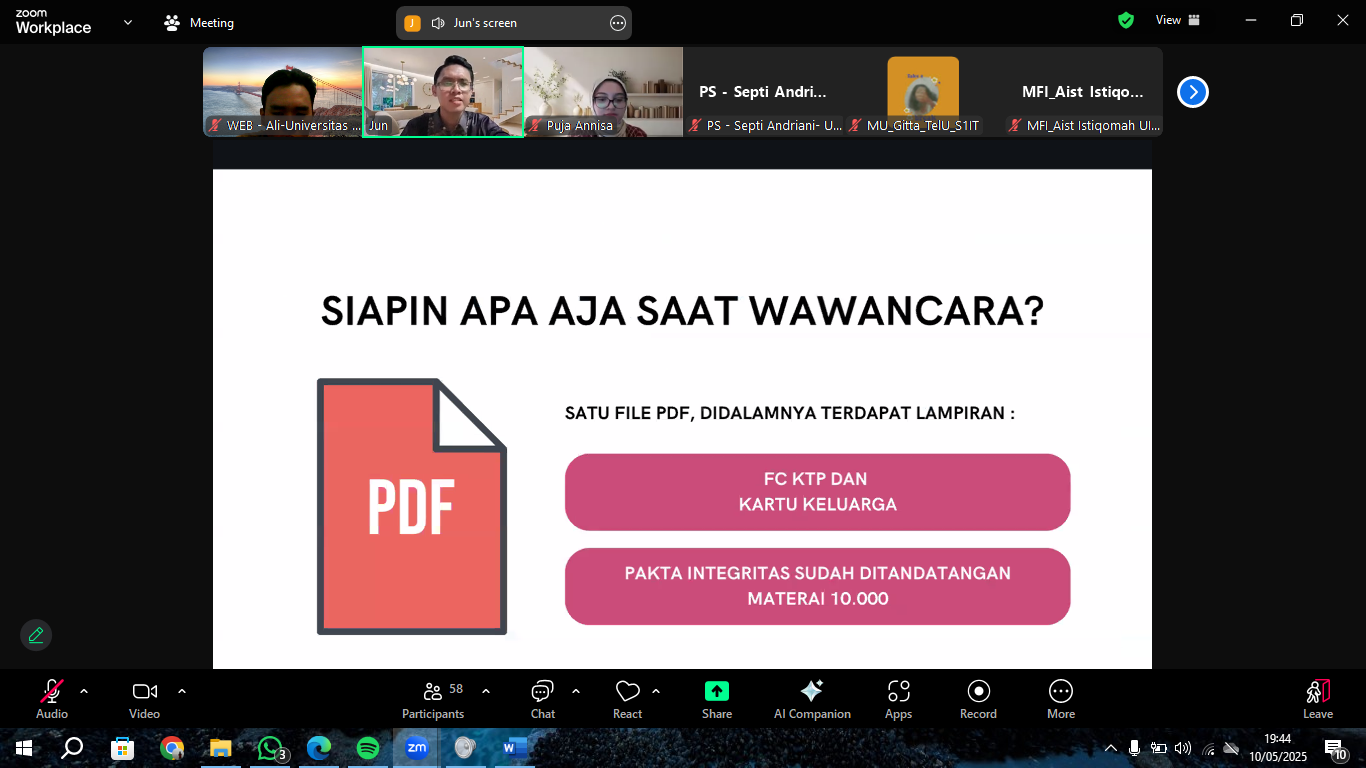 zoom
Workplace
Meeting
J
Jun's screen
View
PS - Septi Andri...
MFI_Aist Istiqo...
WEB - Ali-Universitas ...
Jun
Puja Annisa
PS - Septi Andriani- U...
MU_Gitta_TelU_S1IT
MFI_Aist Istiqomah UI...
SIAPIN APA AJA SAAT WAWANCARA?
PDF
SATU FILE PDF, DIDALAMNYA TERDAPAT LAMPIRAN :
FC KTP DAN
KARTU KELUARGA
PAKTA INTEGRITAS SUDAH DITANDATANGAN
MATERAI 10.000
Audio
Video
Participants
58
Chat
React
Share
AI Companion
Apps
Record
More
Leave
3
zm
W
19:44
10/05/2025
10